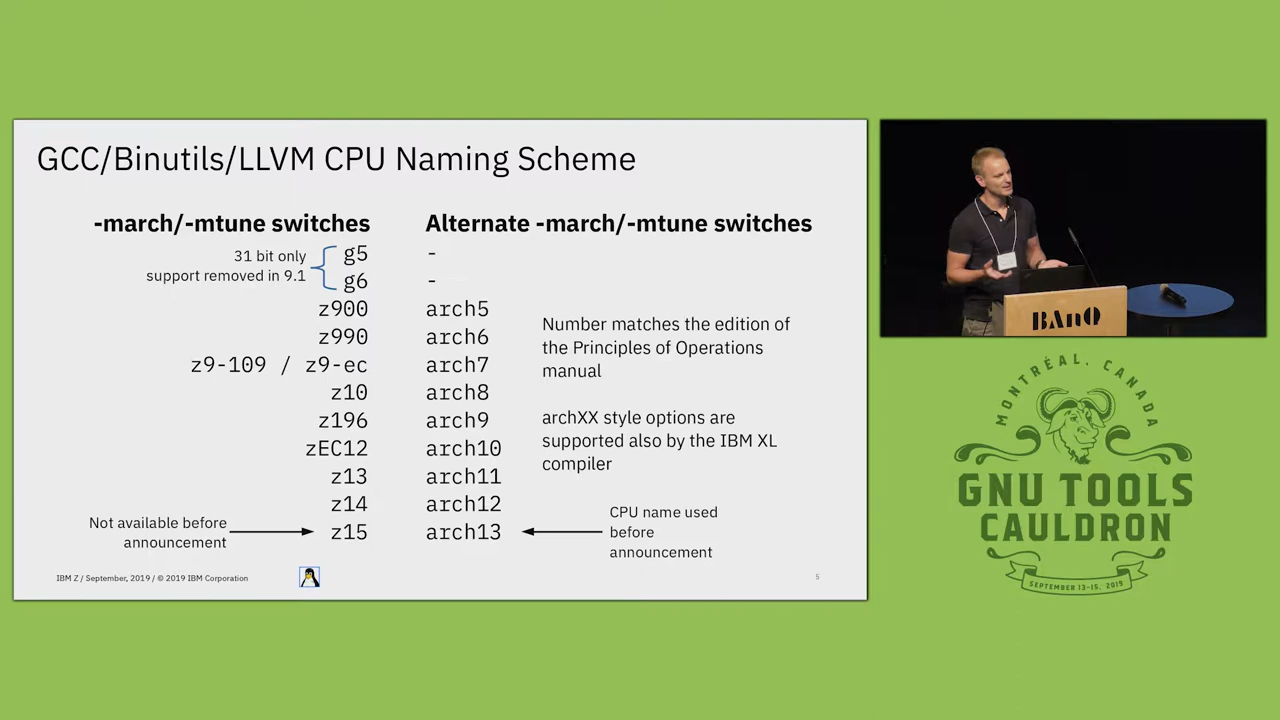 GCC/Binutils/LLVM CPU Naming Scheme
-march/-mtune switches
Alternate -march/-mtune switches
31 bit only
support removed in 9.1
g5 -
g6 -
z900 arch5
z990 arch6
z9-109 / z9-ec arch7
z10 arch8
z196 arch9
zEC12 arch10
z13 arch11
z14 arch12
z15 arch13
Number matches the edition of
the Principles of Operations
manual
archXX style options are
supported also by the IBM XL
compiler
Not available before
announcement
CPU name used
before
announcement
IBM Z / September, 2019 / © 2019 IBM Corporation
5
BAnQ
MONTRÉAL, CANADA
GNU TOOLS
CAULDRON
SEPTEMBER 13-15, 2019